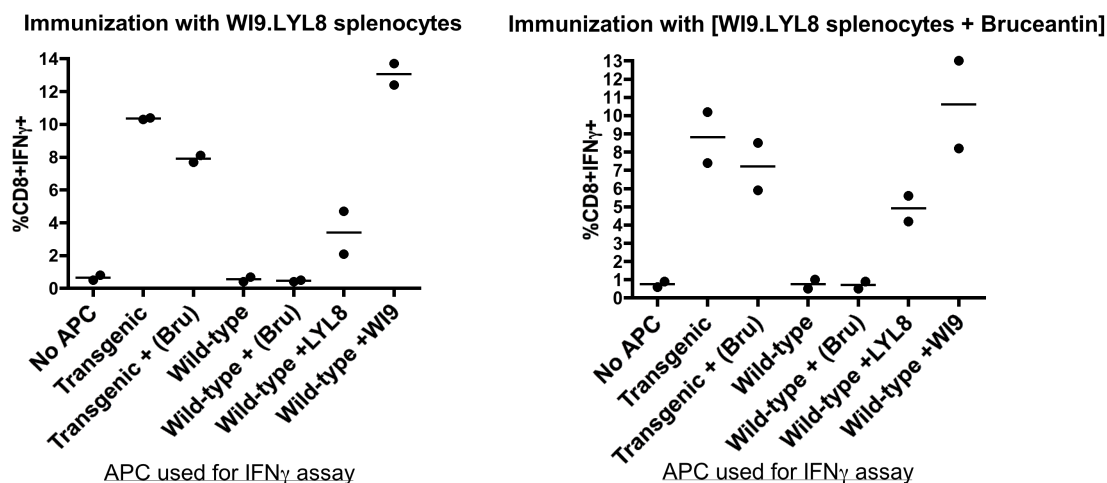 Immunization with WI9.LYL8 splenocytes
%CD8+IFNγ+
14
12
10
8
6
4
2
0
No APC
Transgenic
Transgenic + (Bru)
Wild-type
Wild-type + (Bru)
Wild-type +LYL8
Wild-type +WI9
APC used for IFNγ assay
Immunization with [WI9.LYL8 splenocytes + Bruceantin]
%CD8+IFNγ+
13
12
11
10
9
8
7
6
5
4
3
2
1
0
No APC
Transgenic
Transgenic + (Bru)
Wild-type
Wild-type + (Bru)
Wild-type +LYL8
Wild-type +WI9
APC used for IFNγ assay